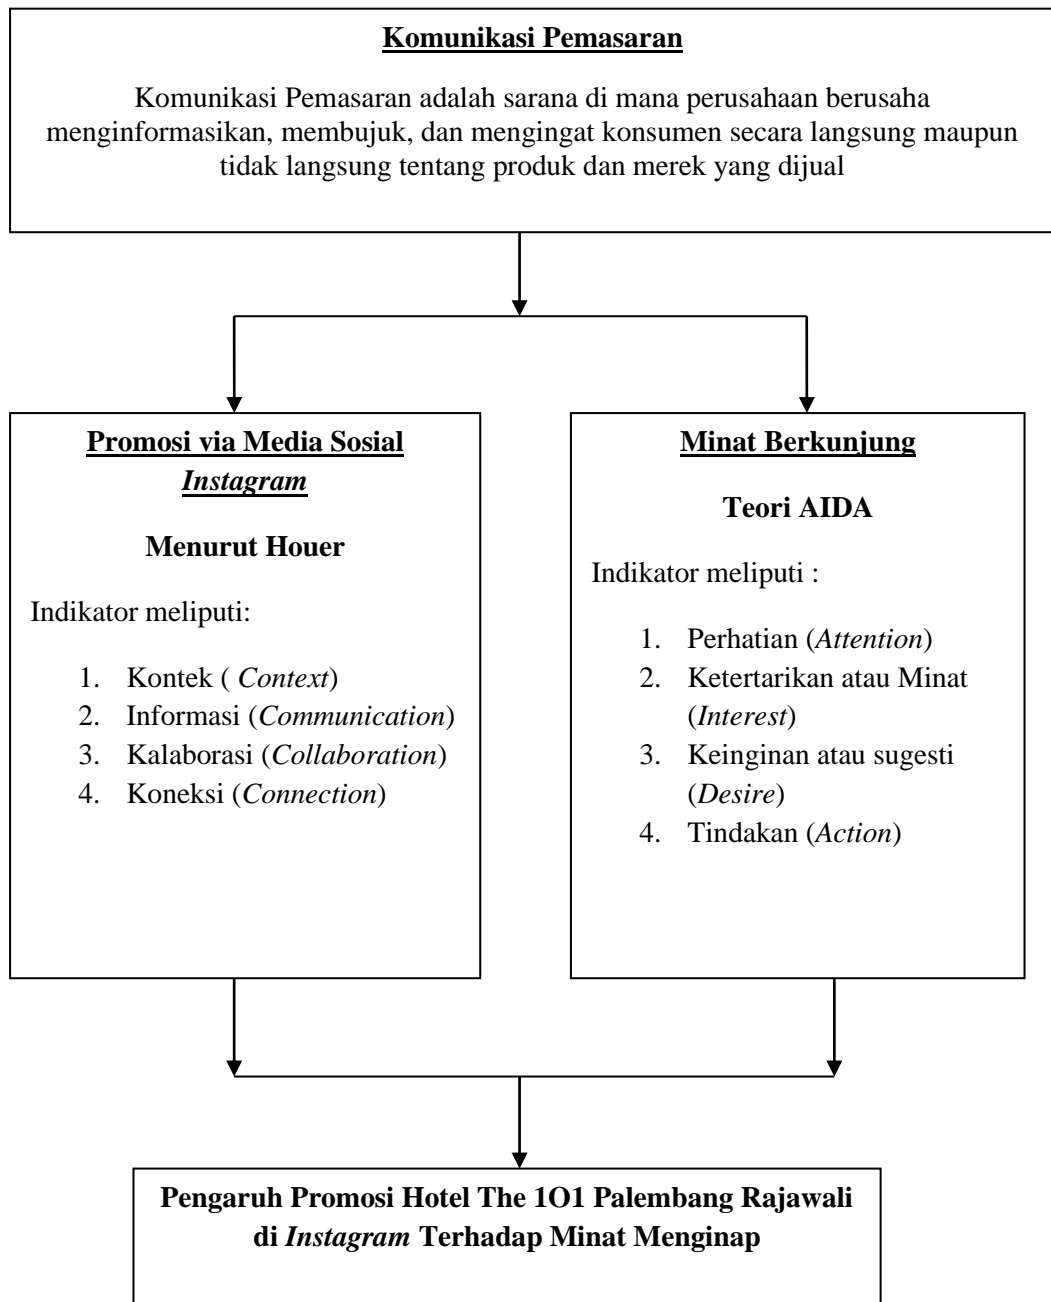 Komunikasi Pemasaran
Komunikasi Pemasaran adalah sarana di mana perusahaan berusaha
menginformasikan, membujuk, dan mengingat konsumen secara langsung maupun
tidak langsung tentang produk dan merek yang dijual
Promosi via Media Sosial
Instagram
Menurut Houer
Indikator meliputi:
1. Kontek ( Context)
2. Informasi (Communication)
3. Kalaborasi (Collaboration)
4. Koneksi (Connection)
Minat Berkunjung
Teori AIDA
Indikator meliputi :
1. Perhatian (Attention)
2. Ketertarikan atau Minat
(Interest)
3. Keinginan atau sugesti
(Desire)
4. Tindakan (Action)
Pengaruh Promosi Hotel The 1O1 Palembang Rajawali
di Instagram Terhadap Minat Menginap